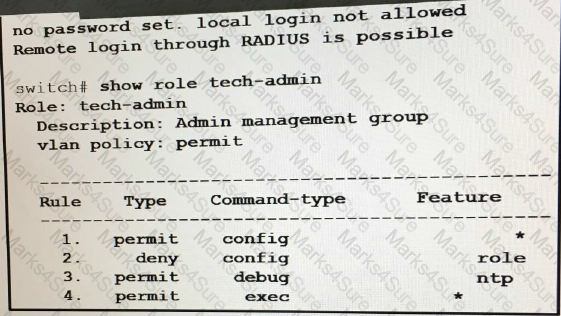 no password set. local login not allowed
Remote login through RADIUS is possible
switch# show role tech-admin
Role: tech-admin
Description: Admin management group
vlan policy: permit
Rule Type Command-type Feature
1. permit config *
2. deny config role
3. permit debug ntp
4. permit exec *
Marks4Sure